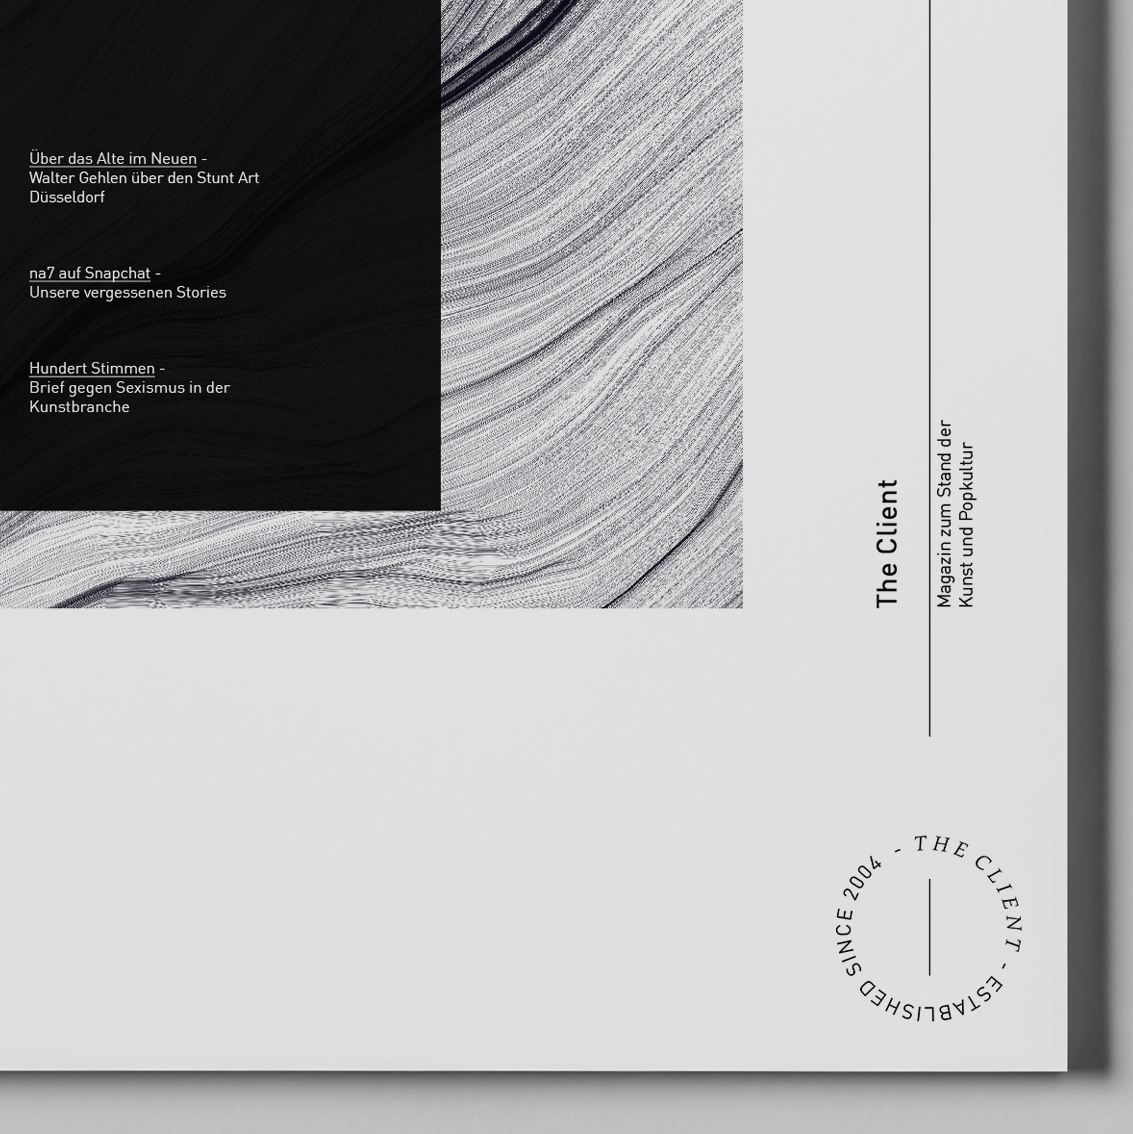 Über das Alte im Neuen -
Walter Gehlen über den Stunt Art
Düsseldorf
na7 auf Snapchat -
Unsere vergessenen Stories
Hundert Stimmen -
Brief gegen Sexismus in der
Kunstbranche
The Client
Magazin zum Stand der
Kunst und Popkultur
- THE CLIENT - ESTABLISHED SINCE 2004